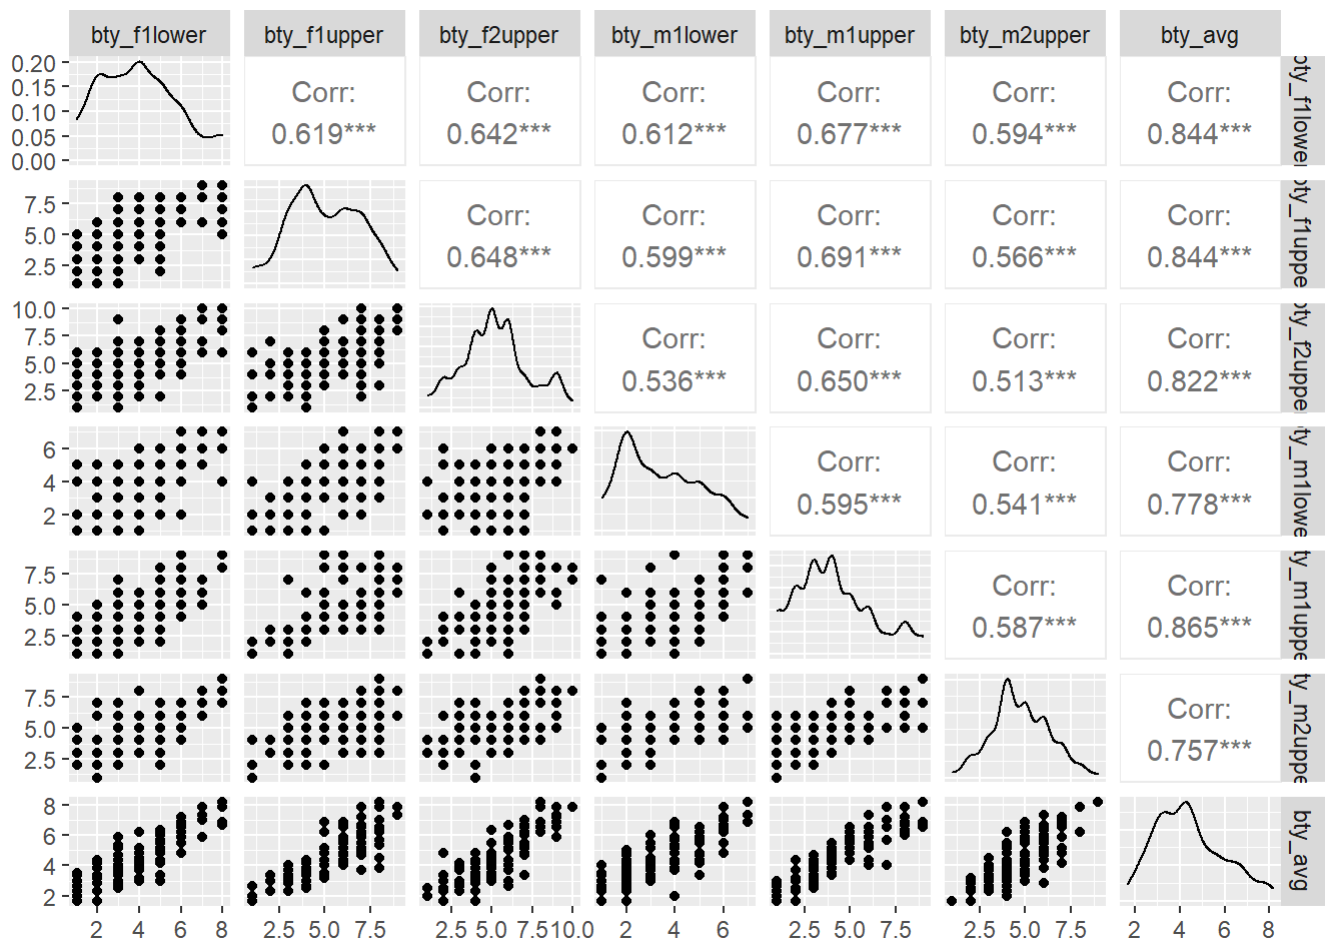 bty_f1lower bty_f1upper bty_f2upper bty_m1lower bty_m1upper bty_m2upper bty_avg
0.20
0.15
0.10
0.05
0.00
Corr: Corr: Corr: Corr: Corr: Corr:
0.619*** 0.642*** 0.612*** 0.677*** 0.594*** 0.844***
bty_f1lower
7.5
5.0
2.5
Corr: Corr: Corr: Corr: Corr:
0.648*** 0.599*** 0.691*** 0.566*** 0.844***
bty_f1uppe
10.0
7.5
5.0
2.5
Corr: Corr: Corr: Corr:
0.536*** 0.650*** 0.513*** 0.822***
bty_f2uppe
6
4
2
Corr: Corr: Corr:
0.595*** 0.541*** 0.778***
ty_m1lowe
7.5
5.0
2.5
Corr: Corr:
0.587*** 0.865***
ty_m1uppe
7.5
5.0
2.5
Corr:
0.757***
ty_m2uppe
8
6
4
2
bty_avg
2 4 6 8 2.5 5.0 7.5 2.5 5.0 7.5 10.0 2 4 6 2.5 5.0 7.5 2.5 5.0 7.5 2 4 6 8